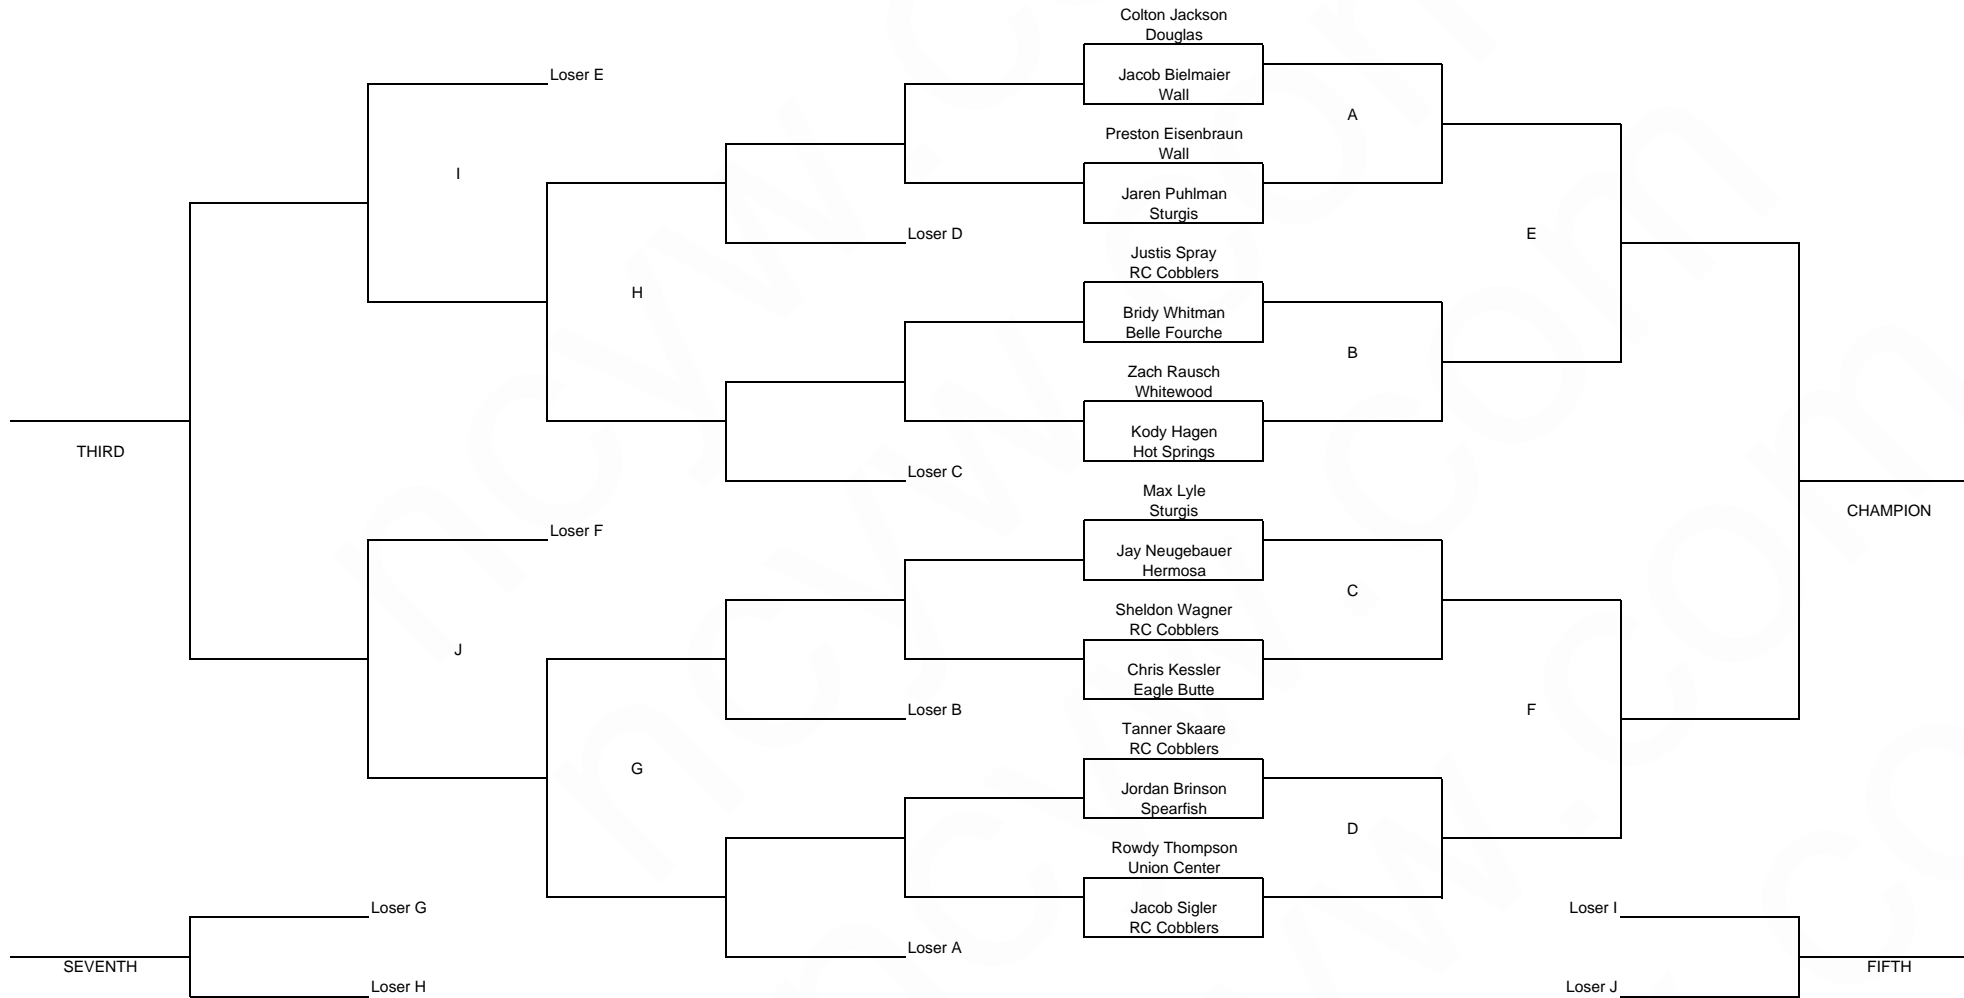 Colton Jackson
Douglas
Loser E
Jacob Bielmaier
Wall
A
Preston Eisenbraun
Wall
I
Jaren Puhlman
Sturgis
Loser D
E
Justis Spray
RC Cobblers
H
Bridy Whitman
Belle Fourche
B
Zach Rausch
Whitewood
THIRD
Kody Hagen
Hot Springs
Loser C
Max Lyle
Sturgis
CHAMPION
Loser F
Jay Neugebauer
Hermosa
C
Sheldon Wagner
RC Cobblers
J
Chris Kessler
Eagle Butte
Loser B
F
Tanner Skaare
RC Cobblers
G
Jordan Brinson
Spearfish
D
Rowdy Thompson
Union Center
Loser G
Jacob Sigler
RC Cobblers
Loser I
Loser A
SEVENTH
FIFTH
Loser H
Loser J